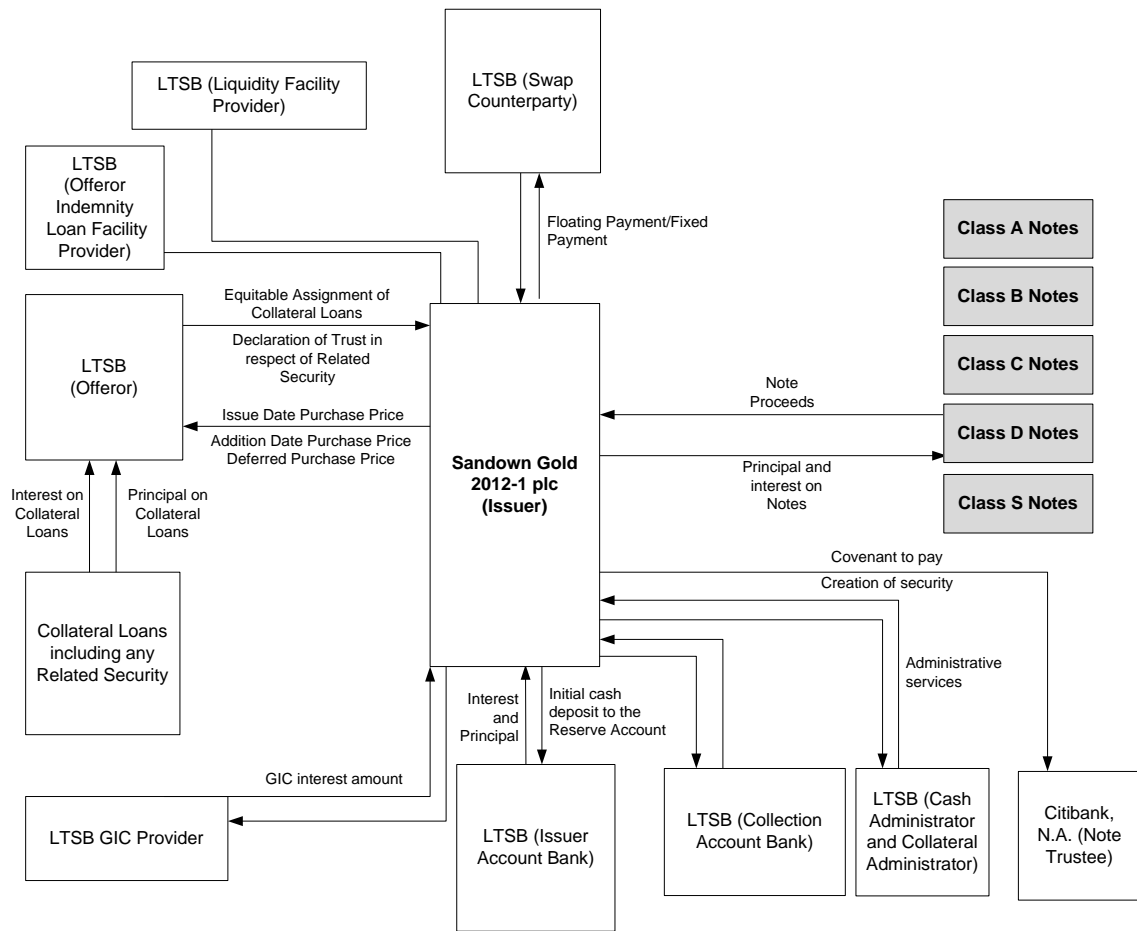 LTSB (Liquidity Facility
Provider)
LTSB (Swap
Counterparty)
LTSB
(Offeror
Indemnity
Loan Facility
Provider)
Floating Payment/Fixed
Payment
Class A Notes
Class B Notes
Class C Notes
Class D Notes
Class S Notes
Equitable Assignment of
Collateral Loans
Declaration of Trust in
respect of Related
Security
LTSB
(Offeror)
Issue Date Purchase Price
Addition Date Purchase Price
Deferred Purchase Price
Note
Proceeds
Sandown Gold
2012-1 plc
(Issuer)
Principal and
interest on
Notes
Interest on
Collateral
Loans
Principal on
Collateral
Loans
Covenant to pay
Creation of security
Collateral Loans
including any
Related Security
Administrative
services
Interest
and
Principal
Initial cash
deposit to the
Reserve Account
GIC interest amount
LTSB GIC Provider
LTSB (Issuer
Account Bank)
LTSB (Collection
Account Bank)
LTSB (Cash
Administrator
and Collateral
Administrator)
Citibank,
N.A. (Note
Trustee)